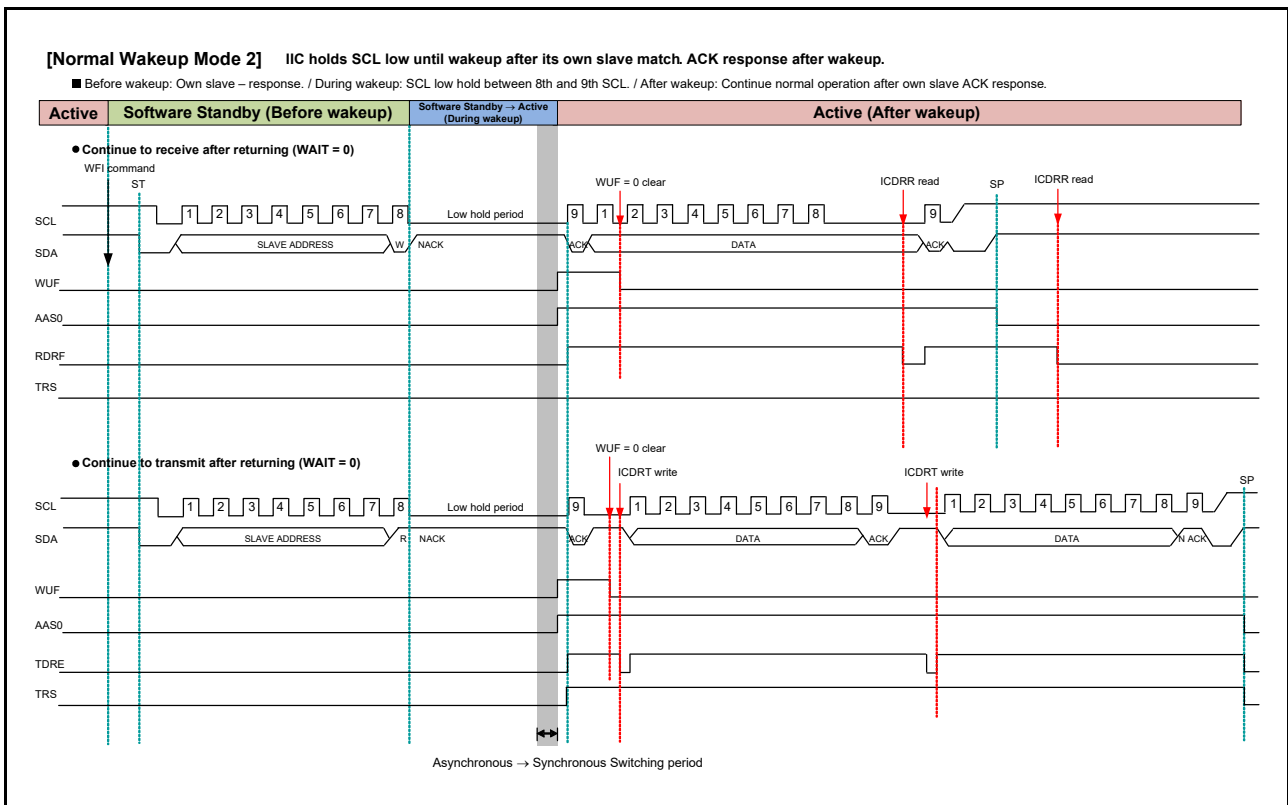 [Normal Wakeup Mode 2] IIC holds SCL low until wakeup after its own slave match. ACK response after wakeup.
■ Before wakeup: Own slave – response. / During wakeup: SCL low hold between 8th and 9th SCL. / After wakeup: Continue normal operation after own slave ACK response.
Active Software Standby (Before wakeup) Software Standby → Active (During wakeup) Active (After wakeup)
● Continue to receive after returning (WAIT = 0)
WFI command
ST WUF = 0 clear ICDRR read SP ICDRR read
SCL 1 2 3 4 5 6 7 8 Low hold period 9 1 2 3 4 5 6 7 8 9
SDA SLAVE ADDRESS W NACK ACK DATA ACK
WUF
AAS0
RDRF
TRS
WUF = 0 clear
● Continue to transmit after returning (WAIT = 0)
ICDRT write ICDRT write
SP
SCL 1 2 3 4 5 6 7 8 Low hold period 9 1 2 3 4 5 6 7 8 9 1 2 3 4 5 6 7 8 9
SDA SLAVE ADDRESS R NACK ACK DATA ACK DATA N ACK
WUF
AAS0
TDRE
TRS
Asynchronous → Synchronous Switching period